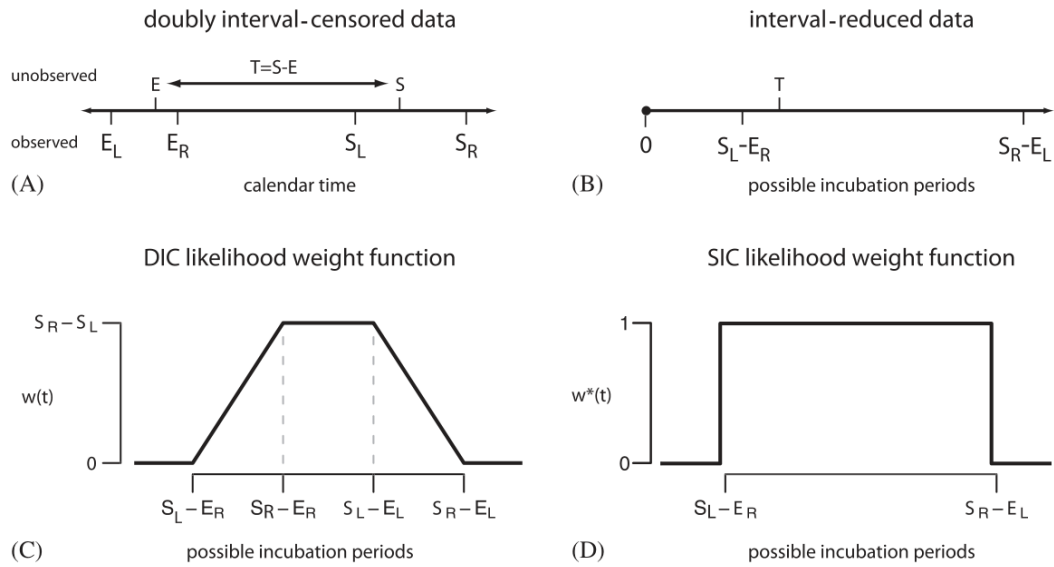 doubly interval-censored data
unobserved
E
T=S-E
S
observed
E_L
E_R
S_L
S_R
(A)
calendar time
interval-reduced data
T
0
S_L-E_R
S_R-E_L
(B)
possible incubation periods
DIC likelihood weight function
S_R-S_L
w(t)
0
S_L-E_R
S_R-E_R
S_L-E_L
S_R-E_L
(C)
possible incubation periods
SIC likelihood weight function
1
w*(t)
0
S_L-E_R
S_R-E_L
(D)
possible incubation periods